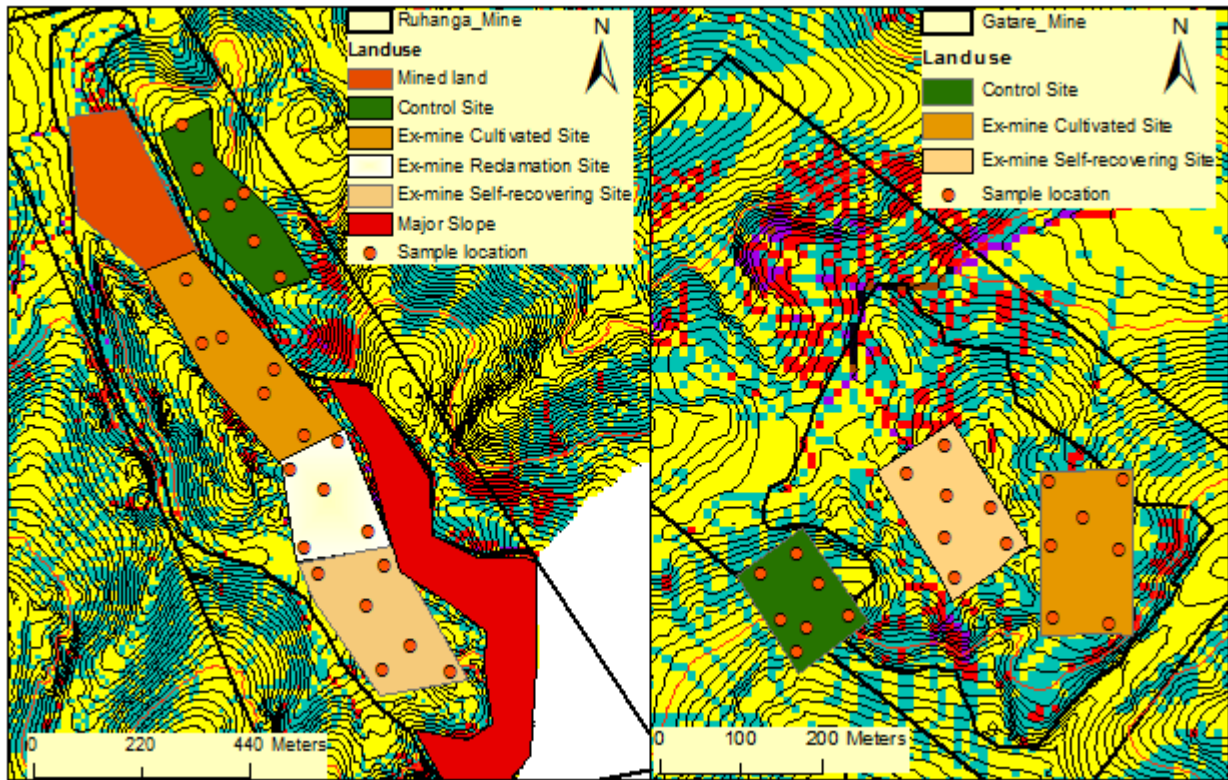 Ruhanga_Mine
N
Landuse
Mined land
Control Site
Ex-mine Cultivated Site
Ex-mine Reclamation Site
Ex-mine Self-recovering Site
Major Slope
Sample location
0 220 440 Meters
Gatare_Mine
N
Landuse
Control Site
Ex-mine Cultivated Site
Ex-mine Self-recovering Site
Sample location
0 100 200 Meters